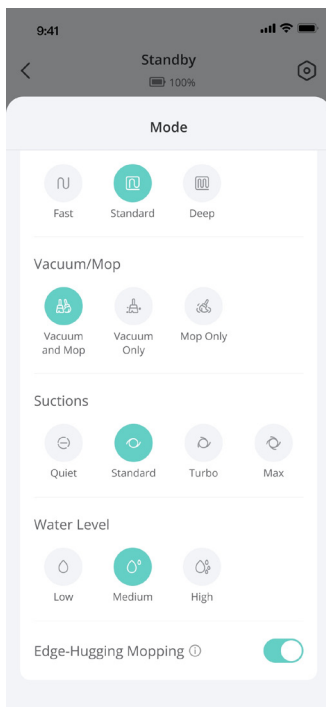 9:41
Standby
100%
Mode
Fast Standard Deep
Vacuum/Mop
Vacuum and Mop Vacuum Only Mop Only
Suctions
Quiet Standard Turbo Max
Water Level
Low Medium High
Edge-Hugging Mopping